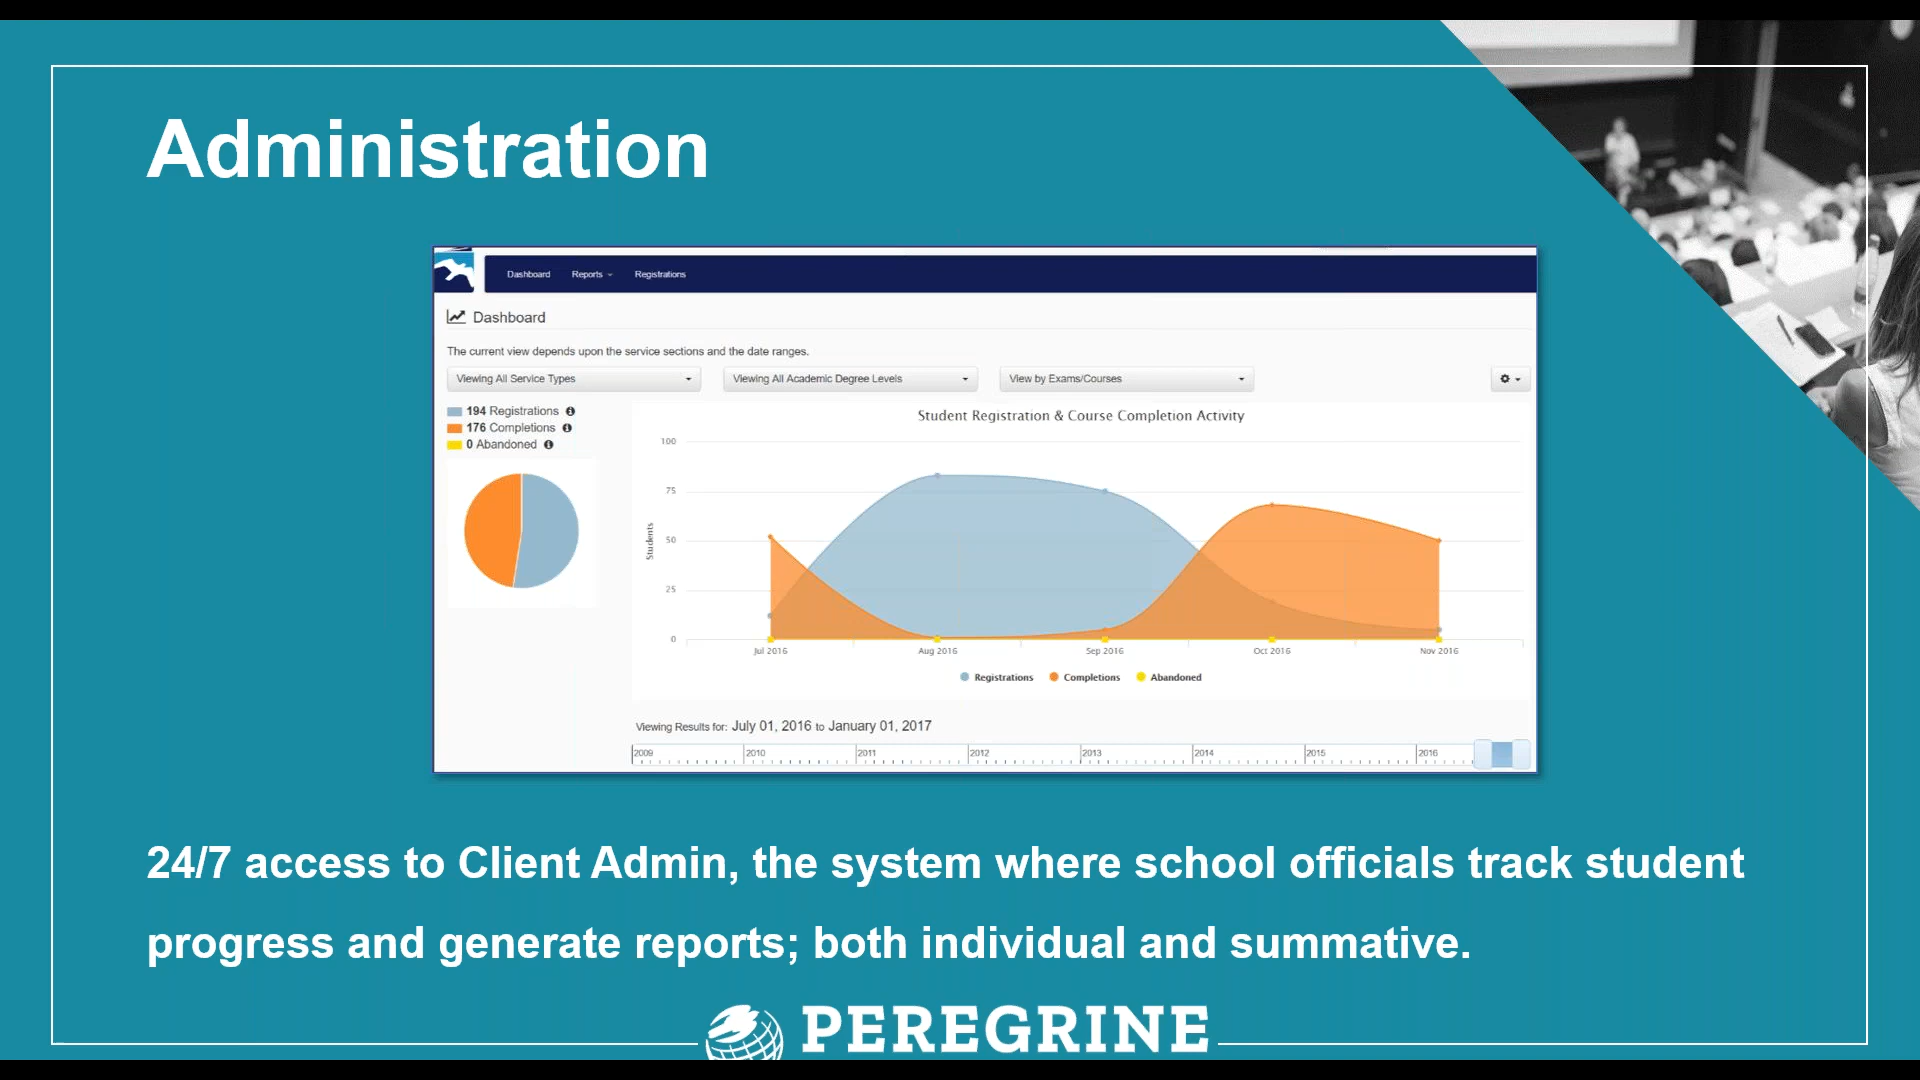 Administration
Dashboard Reports Registrations
Dashboard
The current view depends upon the service sections and the date ranges.
Viewing All Service Types Viewing All Academic Degree Levels View by Exams/Courses
194 Registrations
176 Completions
0 Abandoned
Student Registration & Course Completion Activity
100
75
50
25
0
Students
Jul 2016 Aug 2016 Sep 2016 Oct 2016 Nov 2016
Registrations Completions Abandoned
Viewing Results for: July 01, 2016 to January 01, 2017
2009 2010 2011 2012 2013 2014 2015 2016
24/7 access to Client Admin, the system where school officials track student
progress and generate reports; both individual and summative.
PEREGRINE